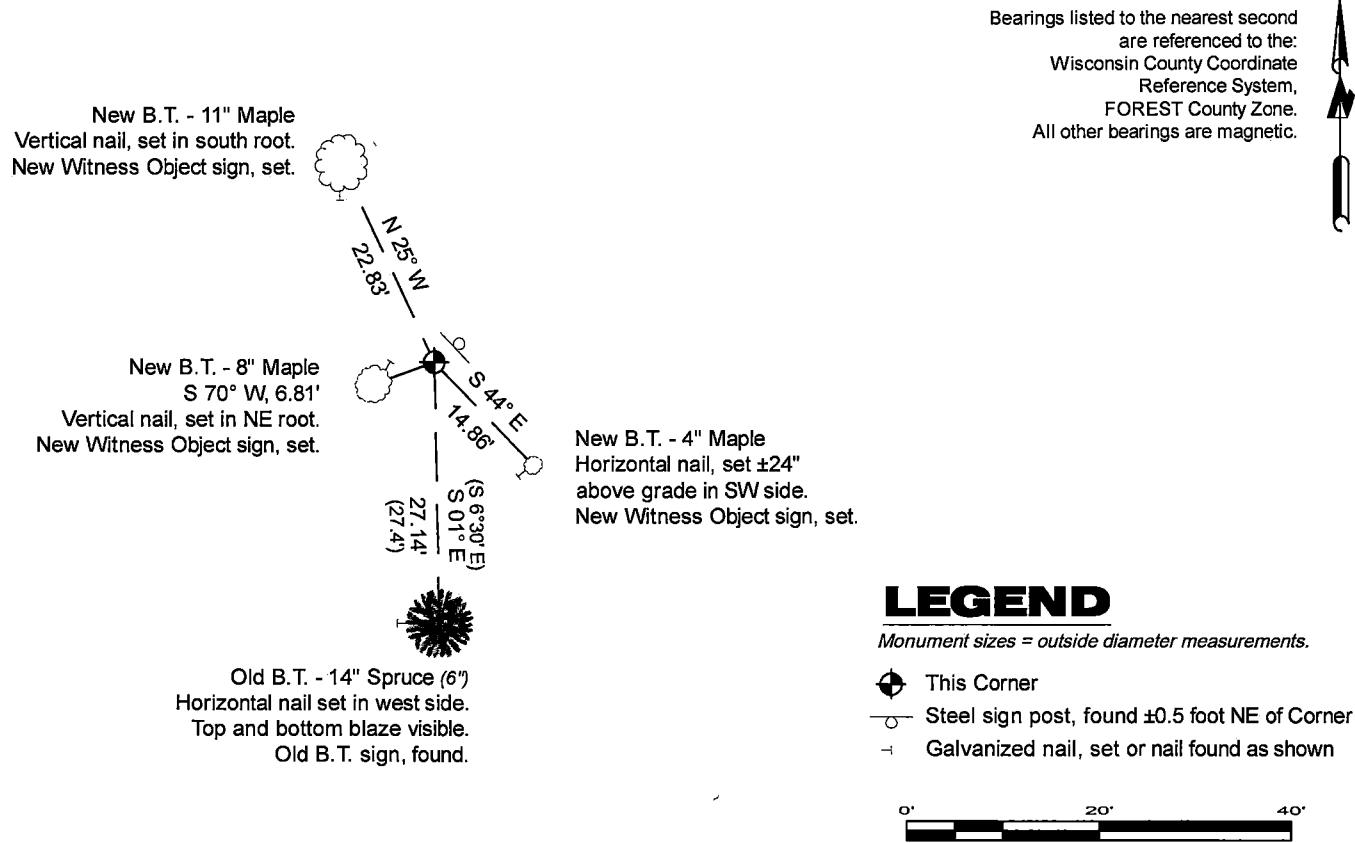 Bearings listed to the nearest second
are referenced to the:
Wisconsin County Coordinate
Reference System,
FOREST County Zone.
All other bearings are magnetic.
New B.T. - 11" Maple
Vertical nail, set in south root.
New Witness Object sign, set.
N 25° W
22.83'
New B.T. - 8" Maple
S 70° W, 6.81'
Vertical nail, set in NE root.
New Witness Object sign, set.
S 44° E
14.86'
New B.T. - 4" Maple
Horizontal nail, set ±24"
above grade in SW side.
New Witness Object sign, set.
(S 6°30' E)
S 01° E
27.14'
(27.4')
Old B.T. - 14" Spruce (6")
Horizontal nail set in west side.
Top and bottom blaze visible.
Old B.T. sign, found.
LEGEND
Monument sizes = outside diameter measurements.
This Corner
Steel sign post, found ±0.5 foot NE of Corner
Galvanized nail, set or nail found as shown
0' 20' 40'